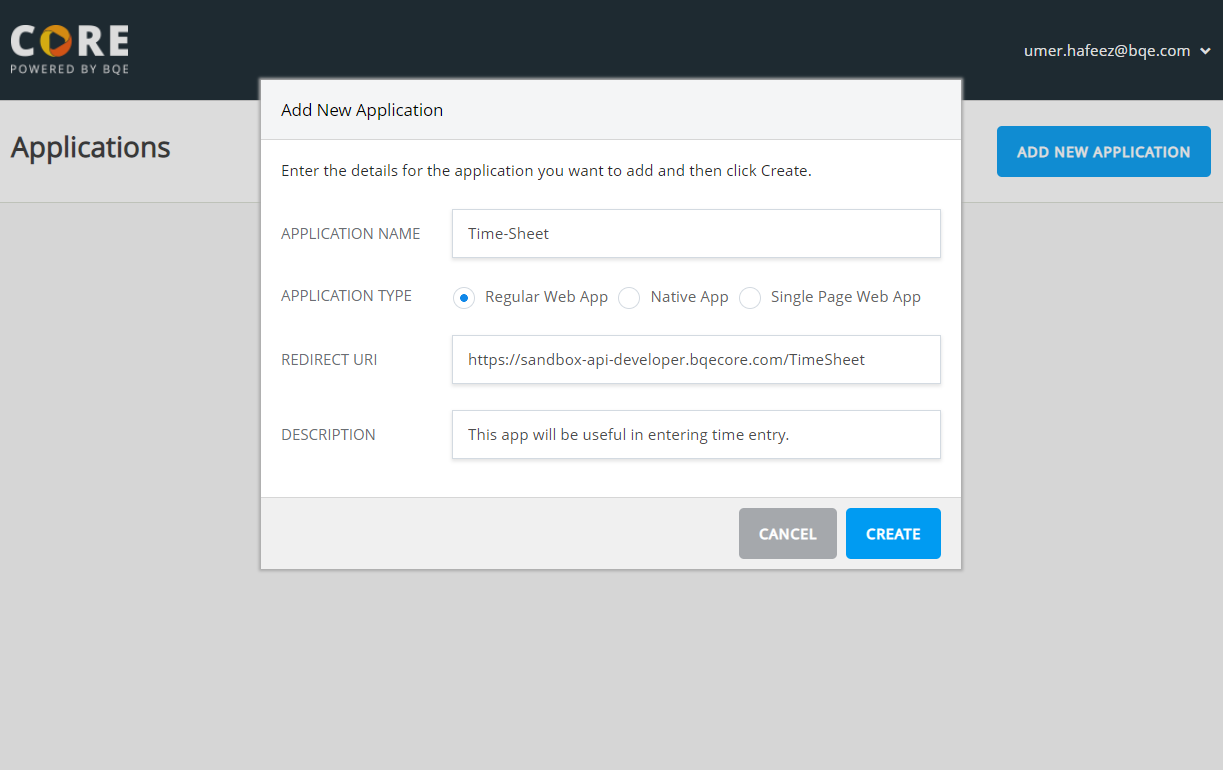 CORE
POWERED BY BQE
umer.hafeez@bqe.com
Add New Application
Applications
ADD NEW APPLICATION
Enter the details for the application you want to add and then click Create.
APPLICATION NAME Time-Sheet
APPLICATION TYPE Regular Web App Native App Single Page Web App
REDIRECT URI https://sandbox-api-developer.bqecore.com/TimeSheet
DESCRIPTION This app will be useful in entering time entry.
CANCEL CREATE